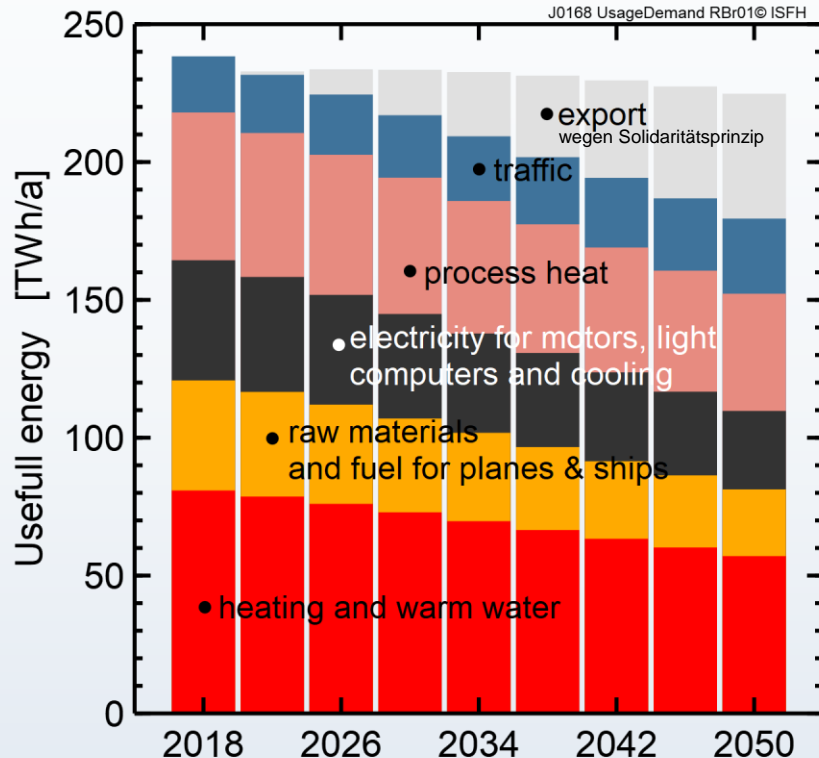 J0168 UsageDemand RBr01© ISFH
Usefull energy [TWh/a]
250
200
150
100
50
0
export
wegen Solidaritätsprinzip
traffic
process heat
electricity for motors, light
computers and cooling
raw materials
and fuel for planes & ships
heating and warm water
2018 2026 2034 2042 2050